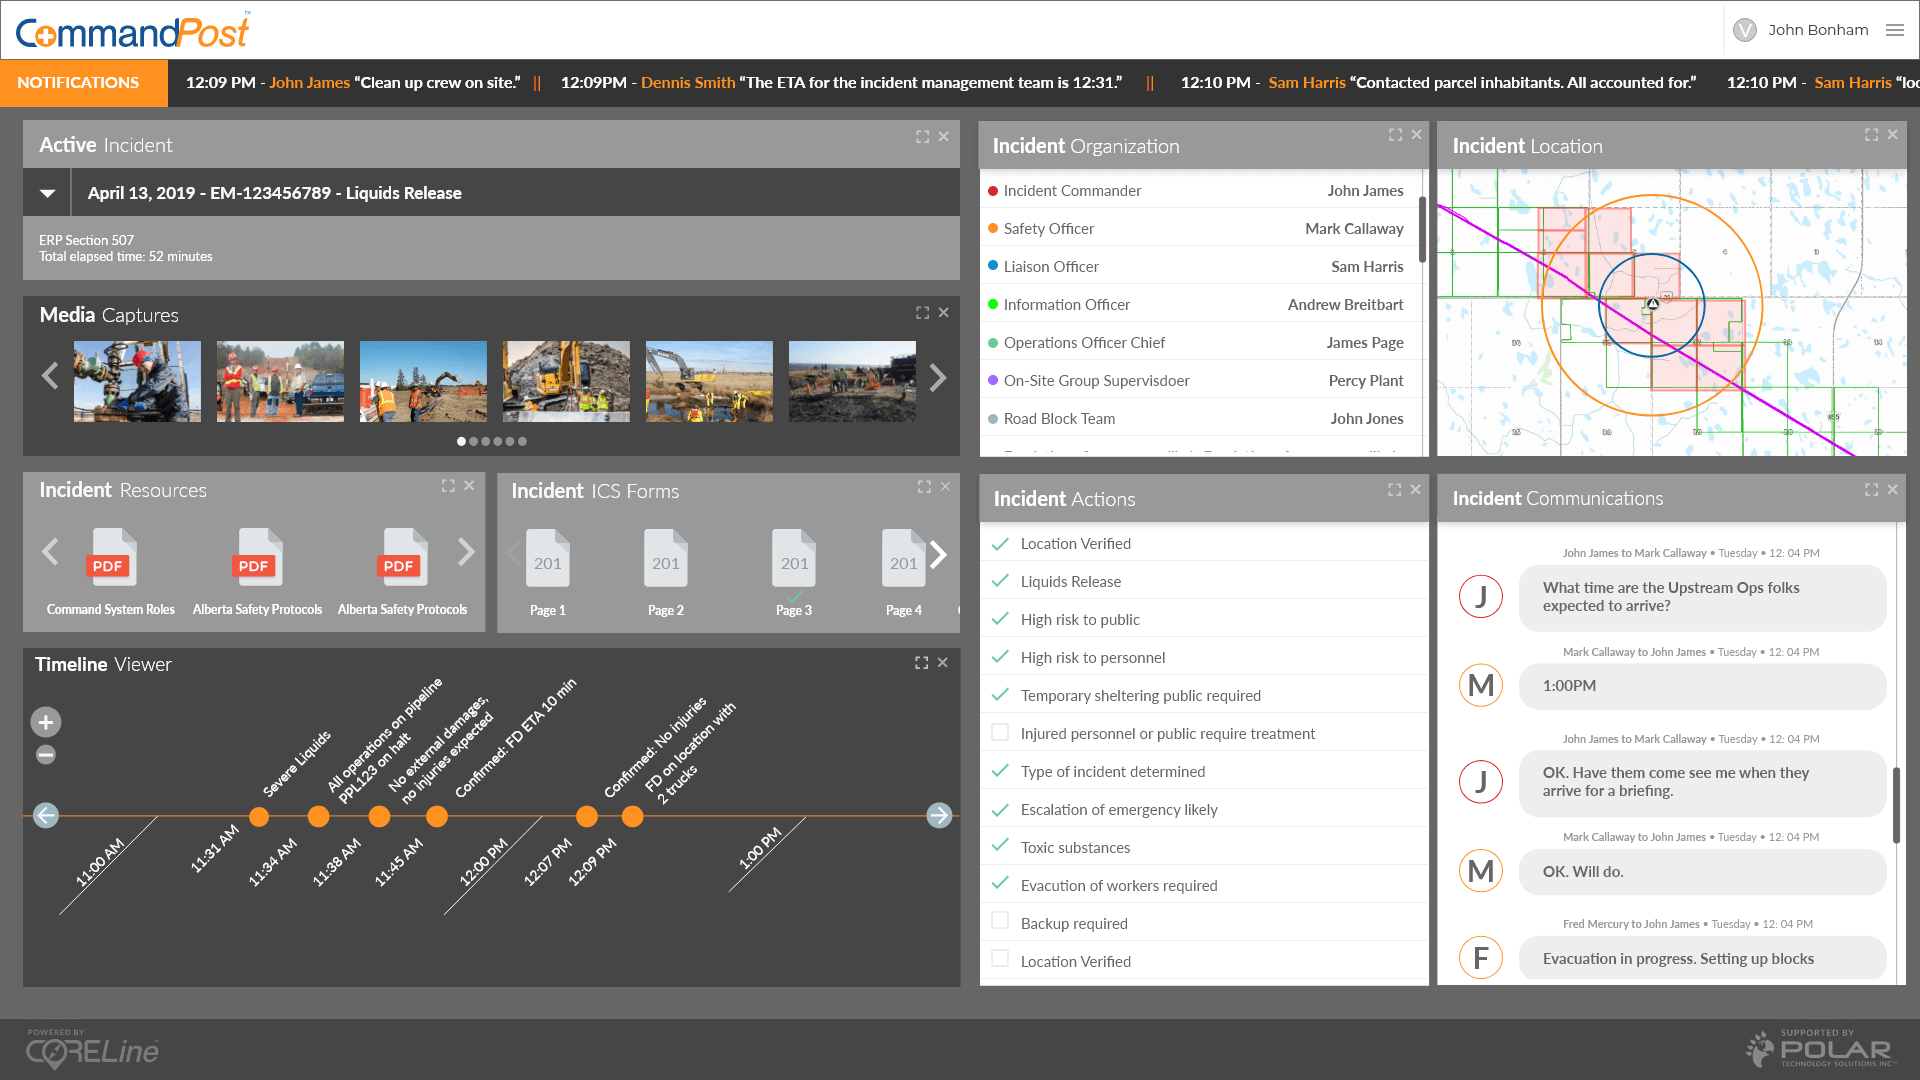 CommandPost™
V John Bonham
NOTIFICATIONS
12:09 PM - John James “Clean up crew on site.” || 12:09PM - Dennis Smith “The ETA for the incident management team is 12:31.” || 12:10 PM - Sam Harris “Contacted parcel inhabitants. All accounted for.” 12:10 PM - Sam Harris “loc
Active Incident
April 13, 2019 - EM-123456789 - Liquids Release
ERP Section 507
Total elapsed time: 52 minutes
Media Captures
Incident Resources
PDF
Command System Roles
PDF
Alberta Safety Protocols
PDF
Alberta Safety Protocols
Incident ICS Forms
201
Page 1
201
Page 2
201
Page 3
201
Page 4
Timeline Viewer
Severe Liquids
All operations on pipeline
PPL123 on halt
No external damages,
no injuries expected
Confirmed: FD ETA 10 min
Confirmed: No injuries
FD on location with
2 trucks
11:00 AM
11:31 AM
11:34 AM
11:38 AM
11:45 AM
12:00 PM
12:07 PM
12:09 PM
1:00 PM
Incident Organization
Incident Commander John James
Safety Officer Mark Callaway
Liaison Officer Sam Harris
Information Officer Andrew Breitbart
Operations Officer Chief James Page
On-Site Group Supervisdoer Percy Plant
Road Block Team John Jones
Incident Location
Incident Actions
Location Verified
Liquids Release
High risk to public
High risk to personnel
Temporary sheltering public required
Injured personnel or public require treatment
Type of incident determined
Escalation of emergency likely
Toxic substances
Evacution of workers required
Backup required
Location Verified
Incident Communications
John James to Mark Callaway • Tuesday • 12: 04 PM
J
What time are the Upstream Ops folks
expected to arrive?
Mark Callaway to John James • Tuesday • 12: 04 PM
M
1:00PM
John James to Mark Callaway • Tuesday • 12: 04 PM
J
OK. Have them come see me when they
arrive for a briefing.
Mark Callaway to John James • Tuesday • 12: 04 PM
M
OK. Will do.
Fred Mercury to John James • Tuesday • 12: 04 PM
F
Evacuation in progress. Setting up blocks
POWERED BY
CORELine
SUPPORTED BY
POLAR
TECHNOLOGY SOLUTIONS INC